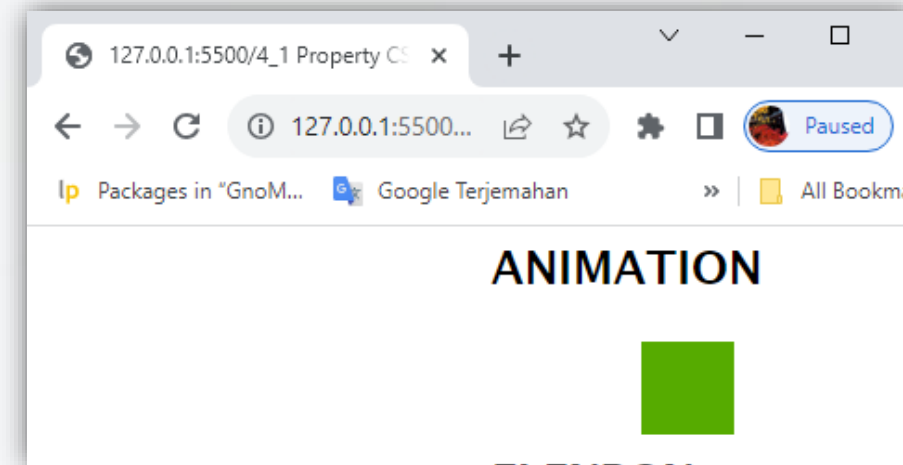 127.0.0.1:5500/4_1 Property CS
127.0.0.1:5500...
Paused
lp Packages in “GnoM...
Google Terjemahan
All Bookma
ANIMATION